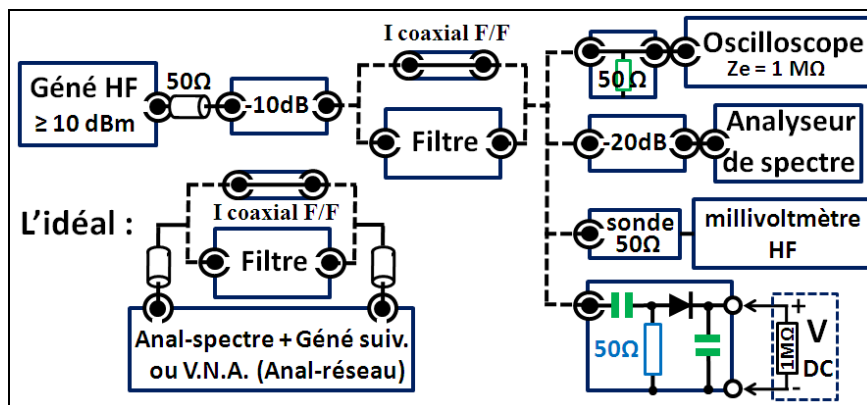 I coaxial F/F
Géné HF
≥ 10 dBm
50Ω
-10dB
Filtre
50 Ω
Oscilloscope
Ze = 1 MΩ
-20dB
Analyseur
de spectre
sonde
50Ω
millivoltmètre
HF
L'idéal :
I coaxial F/F
Filtre
Anal-spectre + Géné suiv.
ou V.N.A. (Anal-réseau)
50Ω
+
1MΩ
V
DC
-